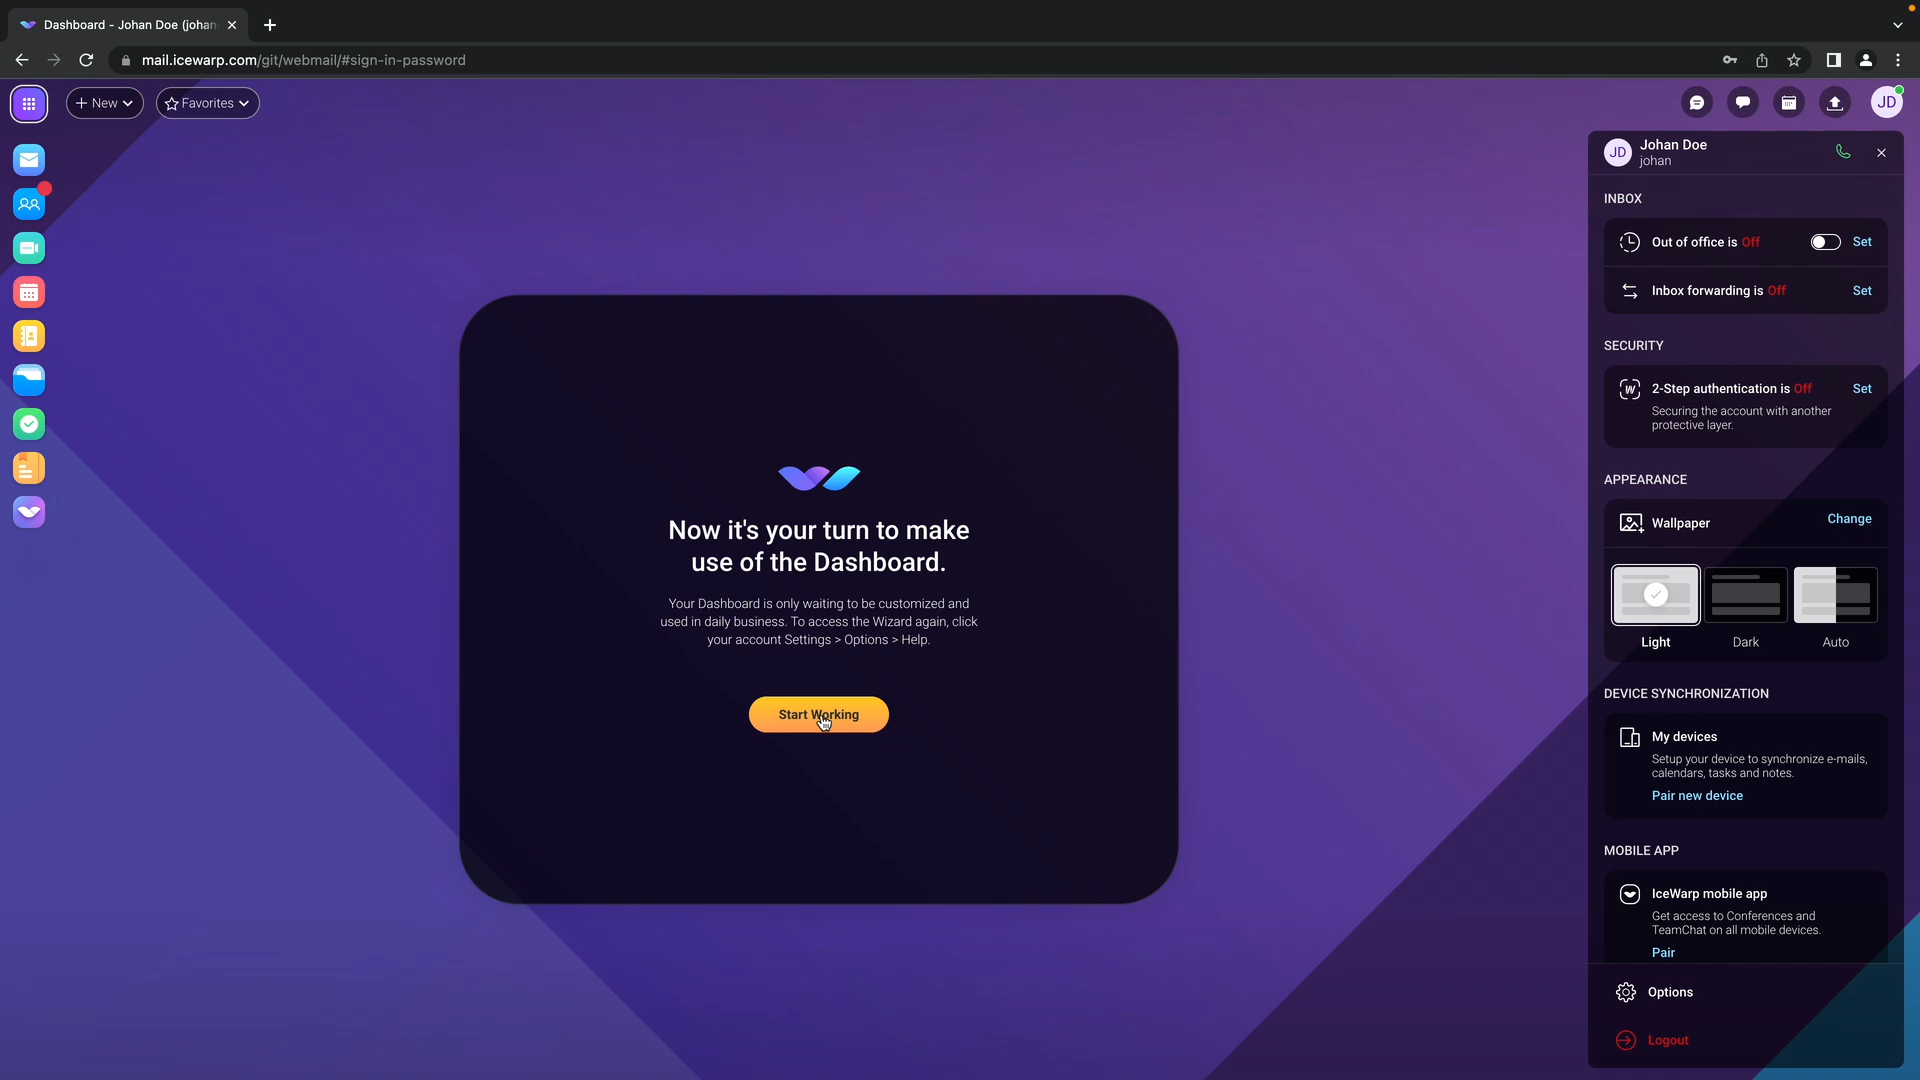 Dashboard - Johan Doe (johan
mail.icewarp.com/git/webmail/#sign-in-password
New
Favorites
JD
JD
Johan Doe
johan
INBOX
Out of office is Off
Set
Inbox forwarding is Off
Set
SECURITY
2-Step authentication is Off
Set
Securing the account with another
protective layer.
APPEARANCE
Wallpaper
Change
Light
Dark
Auto
DEVICE SYNCHRONIZATION
My devices
Setup your device to synchronize e-mails,
calendars, tasks and notes.
Pair new device
MOBILE APP
IceWarp mobile app
Get access to Conferences and
TeamChat on all mobile devices.
Pair
Options
Logout
Now it's your turn to make
use of the Dashboard.
Your Dashboard is only waiting to be customized and
used in daily business. To access the Wizard again, click
your account Settings > Options > Help.
Start Working